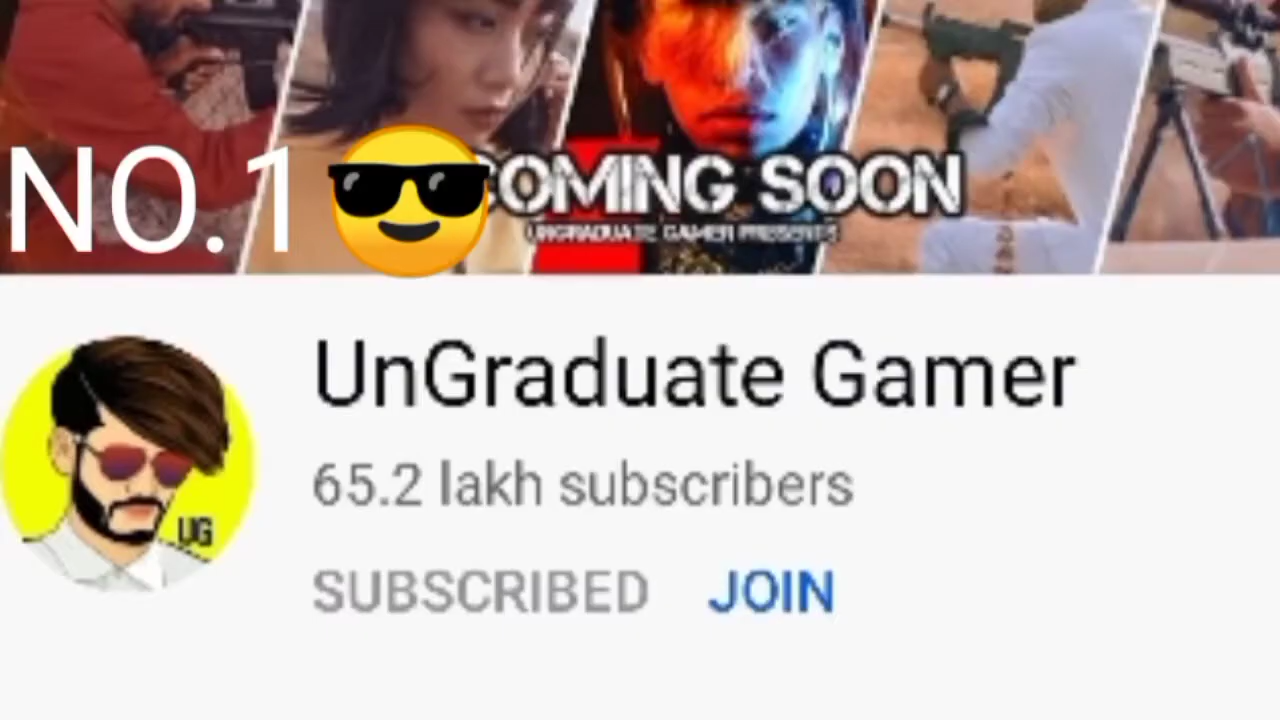 NO.1 😎 COMING SOON
UNGRADUATE GAMER PRESENTS
UnGraduate Gamer
65.2 lakh subscribers
UG
SUBSCRIBED JOIN